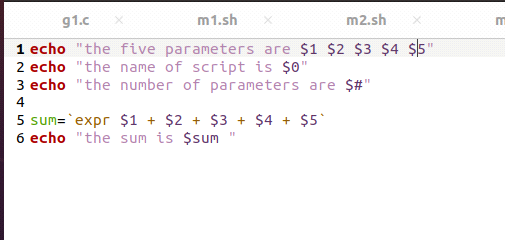 g1.c × m1.sh × m2.sh × m
1 echo "the five parameters are $1 $2 $3 $4 $5"
2 echo "the name of script is $0"
3 echo "the number of parameters are $#"
4
5 sum=`expr $1 + $2 + $3 + $4 + $5`
6 echo "the sum is $sum "